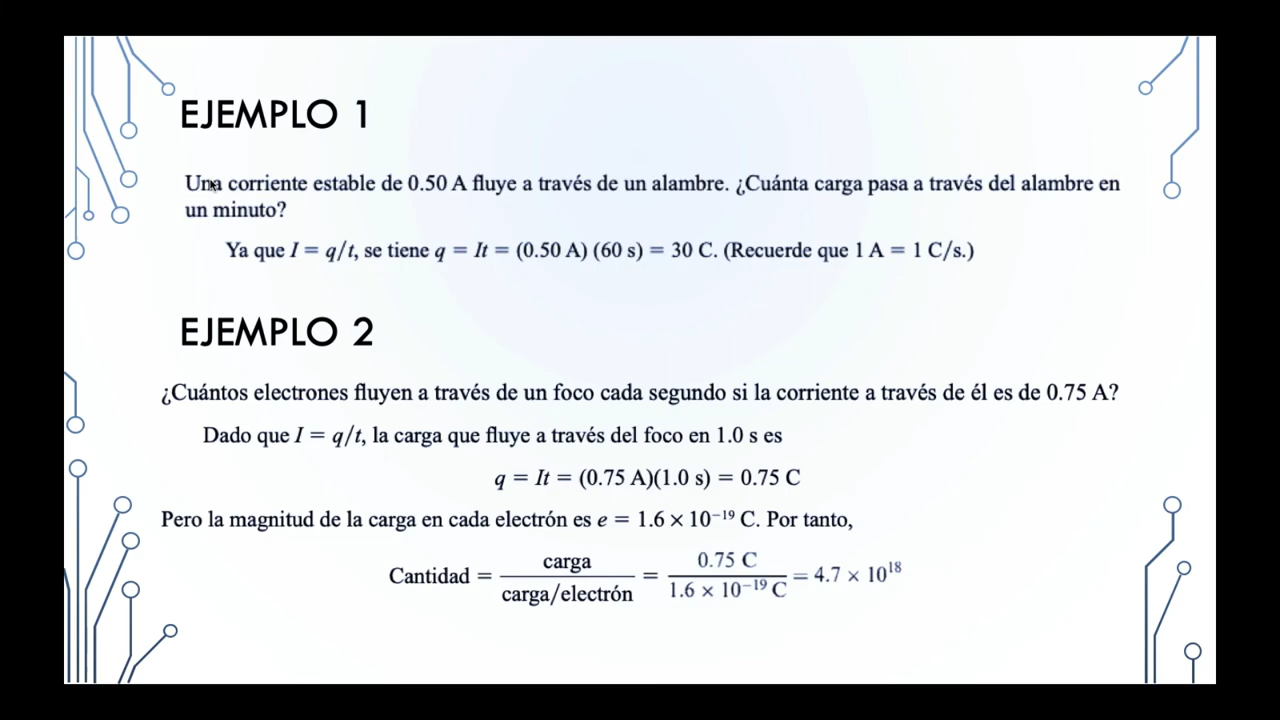 EJEMPLO 1
Una corriente estable de 0.50 A fluye a través de un alambre. ¿Cuánta carga pasa a través del alambre en
un minuto?
Ya que I = q/t, se tiene q = It = (0.50 A) (60 s) = 30 C. (Recuerde que 1 A = 1 C/s.)
EJEMPLO 2
¿Cuántos electrones fluyen a través de un foco cada segundo si la corriente a través de él es de 0.75 A?
Dado que I = q/t, la carga que fluye a través del foco en 1.0 s es
q = It = (0.75 A)(1.0 s) = 0.75 C
Pero la magnitud de la carga en cada electrón es e = 1.6 × 10⁻¹⁹ C. Por tanto,
Cantidad = carga / carga/electrón = 0.75 C / 1.6 × 10⁻¹⁹ C = 4.7 × 10¹⁸